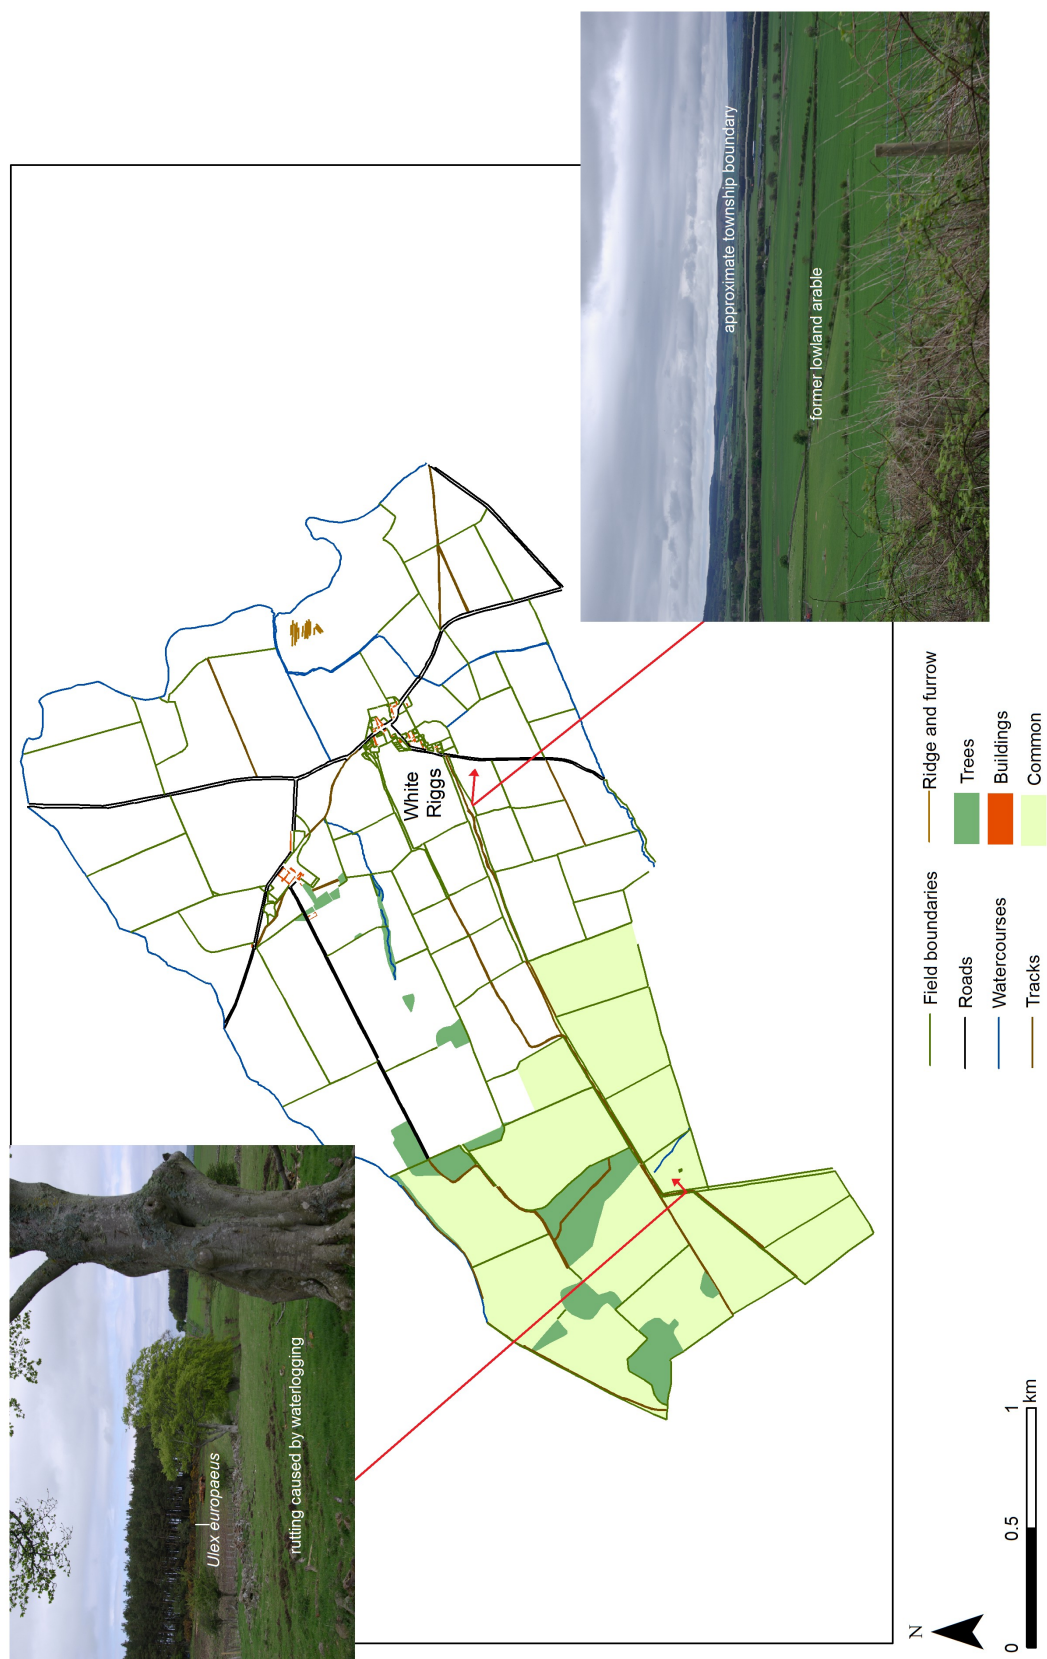 Ulex europaeus
rutting caused by waterlogging
White
Riggs
approximate township boundary
former lowland arable
N
0
0.5
1
km
Field boundaries
Roads
Watercourses
Tracks
Ridge and furrow
Trees
Buildings
Common